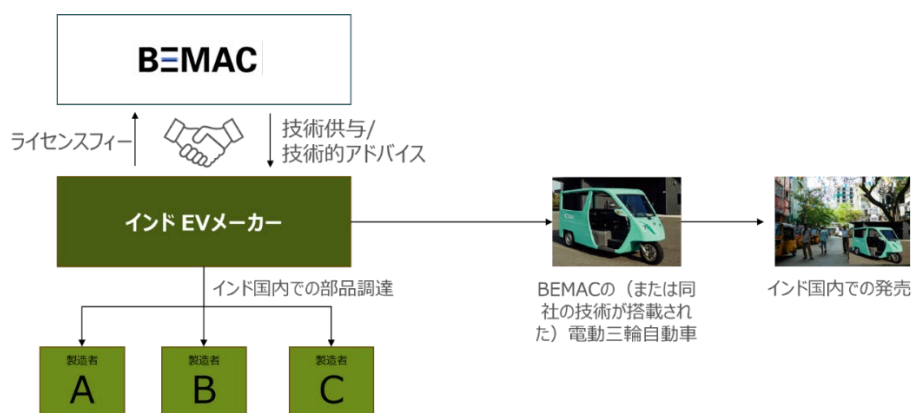 BEMAC
ライセンスフィー
技術供与/
技術的アドバイス
インド EVメーカー
インド国内での部品調達
製造者
A
製造者
B
製造者
C
BEMACの（または同
社の技術が搭載され
た）電動三輪自動車
インド国内での発売